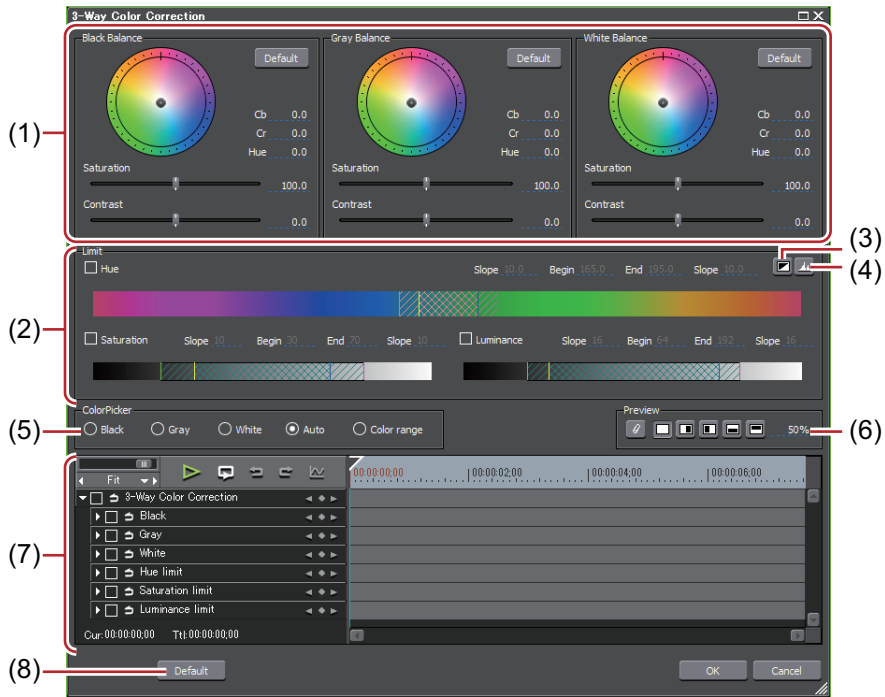 3-Way Color Correction
Black Balance
Default
Cb 0.0
Cr 0.0
Hue 0.0
Saturation
100.0
Contrast
0.0
Gray Balance
Default
Cb 0.0
Cr 0.0
Hue 0.0
Saturation
100.0
Contrast
0.0
White Balance
Default
Cb 0.0
Cr 0.0
Hue 0.0
Saturation
100.0
Contrast
0.0
(1)
Limit
Hue Slope 10.0 Begin 165.0 End 195.0 Slope 10.0
(3)
(4)
(2)
Saturation Slope 10 Begin 30 End 70 Slope 10
Luminance Slope 16 Begin 64 End 192 Slope 16
ColorPicker
(5)
Black Gray White Auto Color range
Preview
50%
(6)
(7)
Fit
00:00:00;00 00:00:02;00 00:00:04;00 00:00:06;00
3-Way Color Correction
Black
Gray
White
Hue limit
Saturation limit
Luminance limit
Cur:00:00:00;00 Ttl:00:00:00;00
(8)
Default
OK Cancel